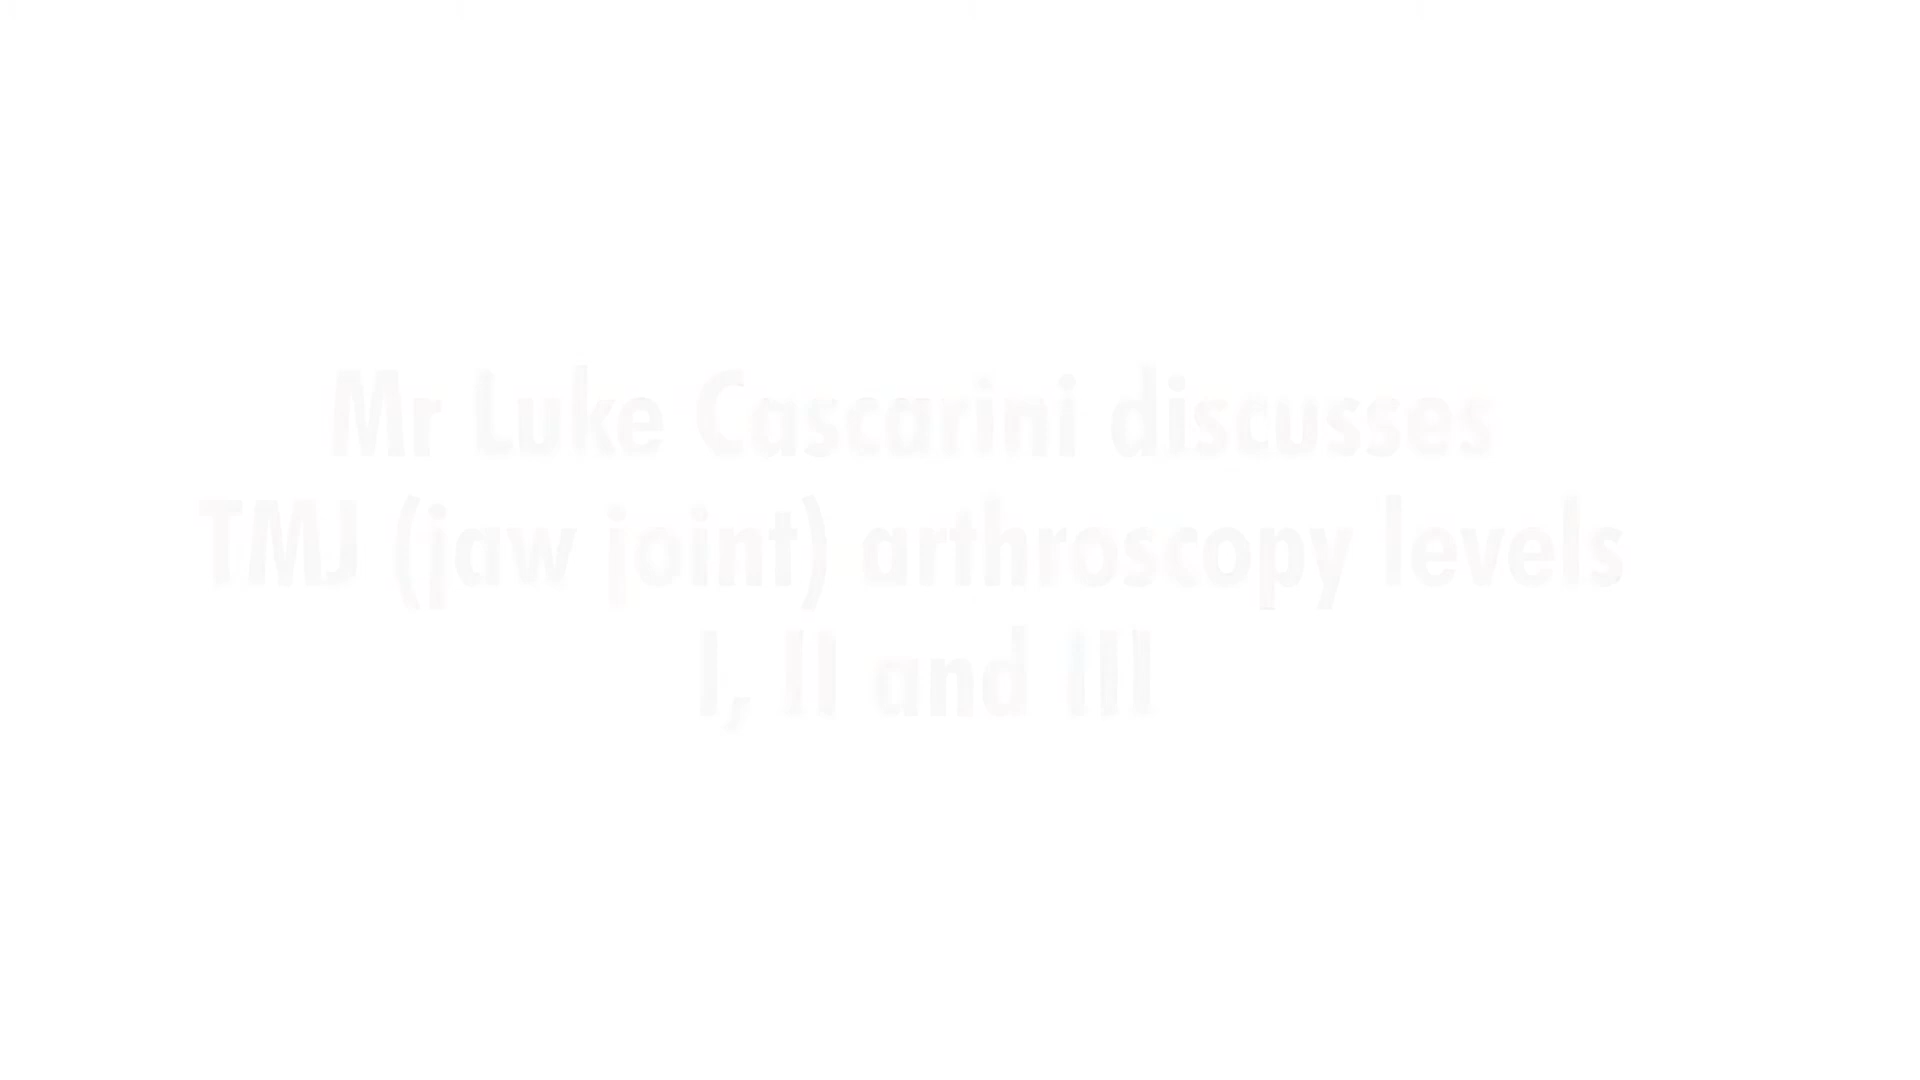 Mr Luke Cascarini discusses
TMJ (jaw joint) arthroscopy levels
I, II and III